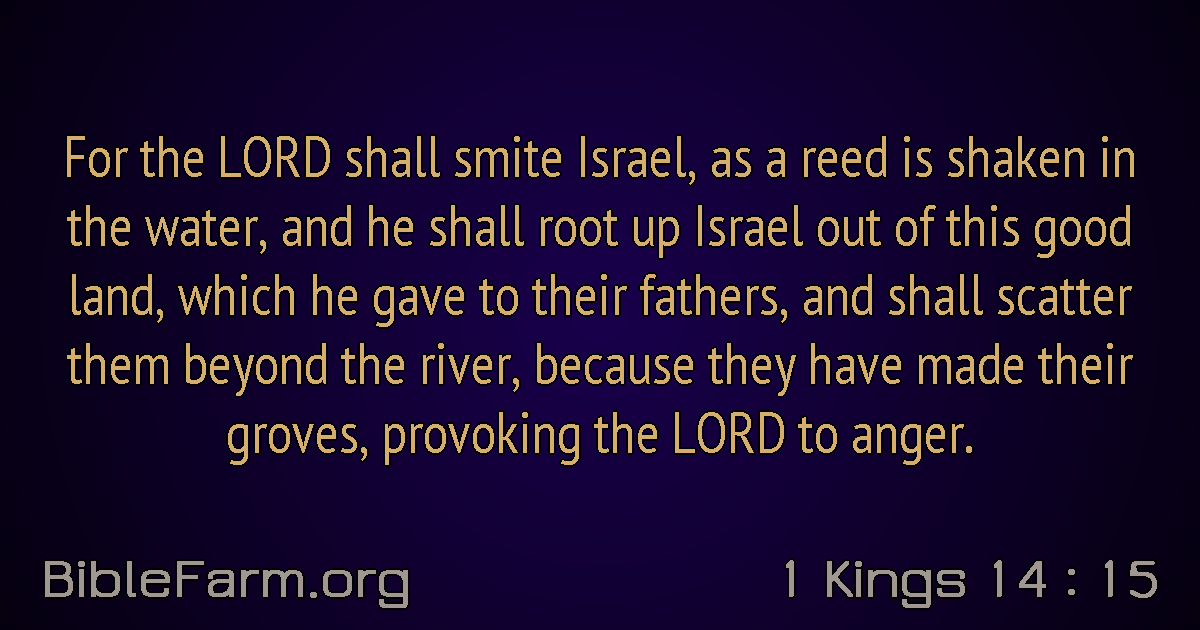 For the LORD shall smite Israel, as a reed is shaken in
the water, and he shall root up Israel out of this good
land, which he gave to their fathers, and shall scatter
them beyond the river, because they have made their
groves, provoking the LORD to anger.
BibleFarm.org
1 Kings 14 : 15